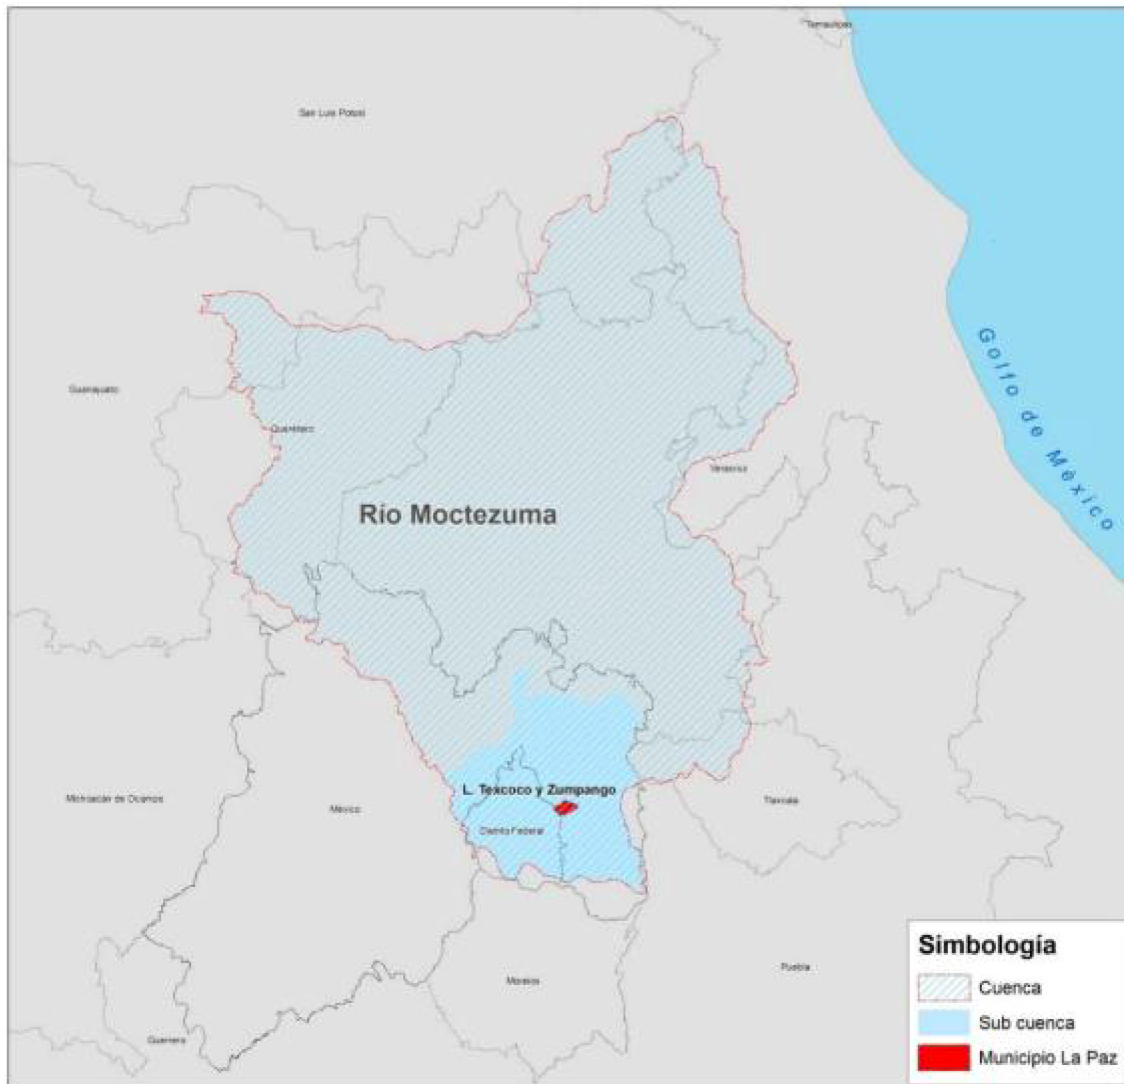 Tamaulipas
San Luis Potosí
Guanajuato
Querétaro
Golfo de México
Veracruz
Río Moctezuma
L. Texcoco y Zumpango
Michoacán de Ocampo
México
Distrito Federal
Tlaxcala
Morelos
Puebla
Guerrero
Simbología
Cuenca
Sub cuenca
Municipio La Paz